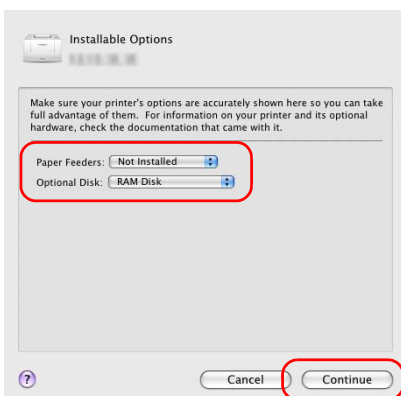 Installable Options
Make sure your printer's options are accurately shown here so you can take
full advantage of them. For information on your printer and its optional
hardware, check the documentation that came with it.
Paper Feeders: Not Installed
Optional Disk: RAM Disk
?
Cancel
Continue